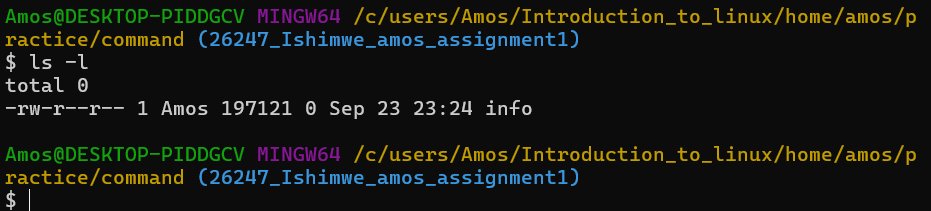 Amos@DESKTOP-PIDDGCV MINGW64 /c/users/Amos/Introduction_to_linux/home/amos/p
ractice/command (26247_Ishimwe_amos_assignment1)
$ ls -l
total 0
-rw-r--r-- 1 Amos 197121 0 Sep 23 23:24 info
Amos@DESKTOP-PIDDGCV MINGW64 /c/users/Amos/Introduction_to_linux/home/amos/p
ractice/command (26247_Ishimwe_amos_assignment1)
$